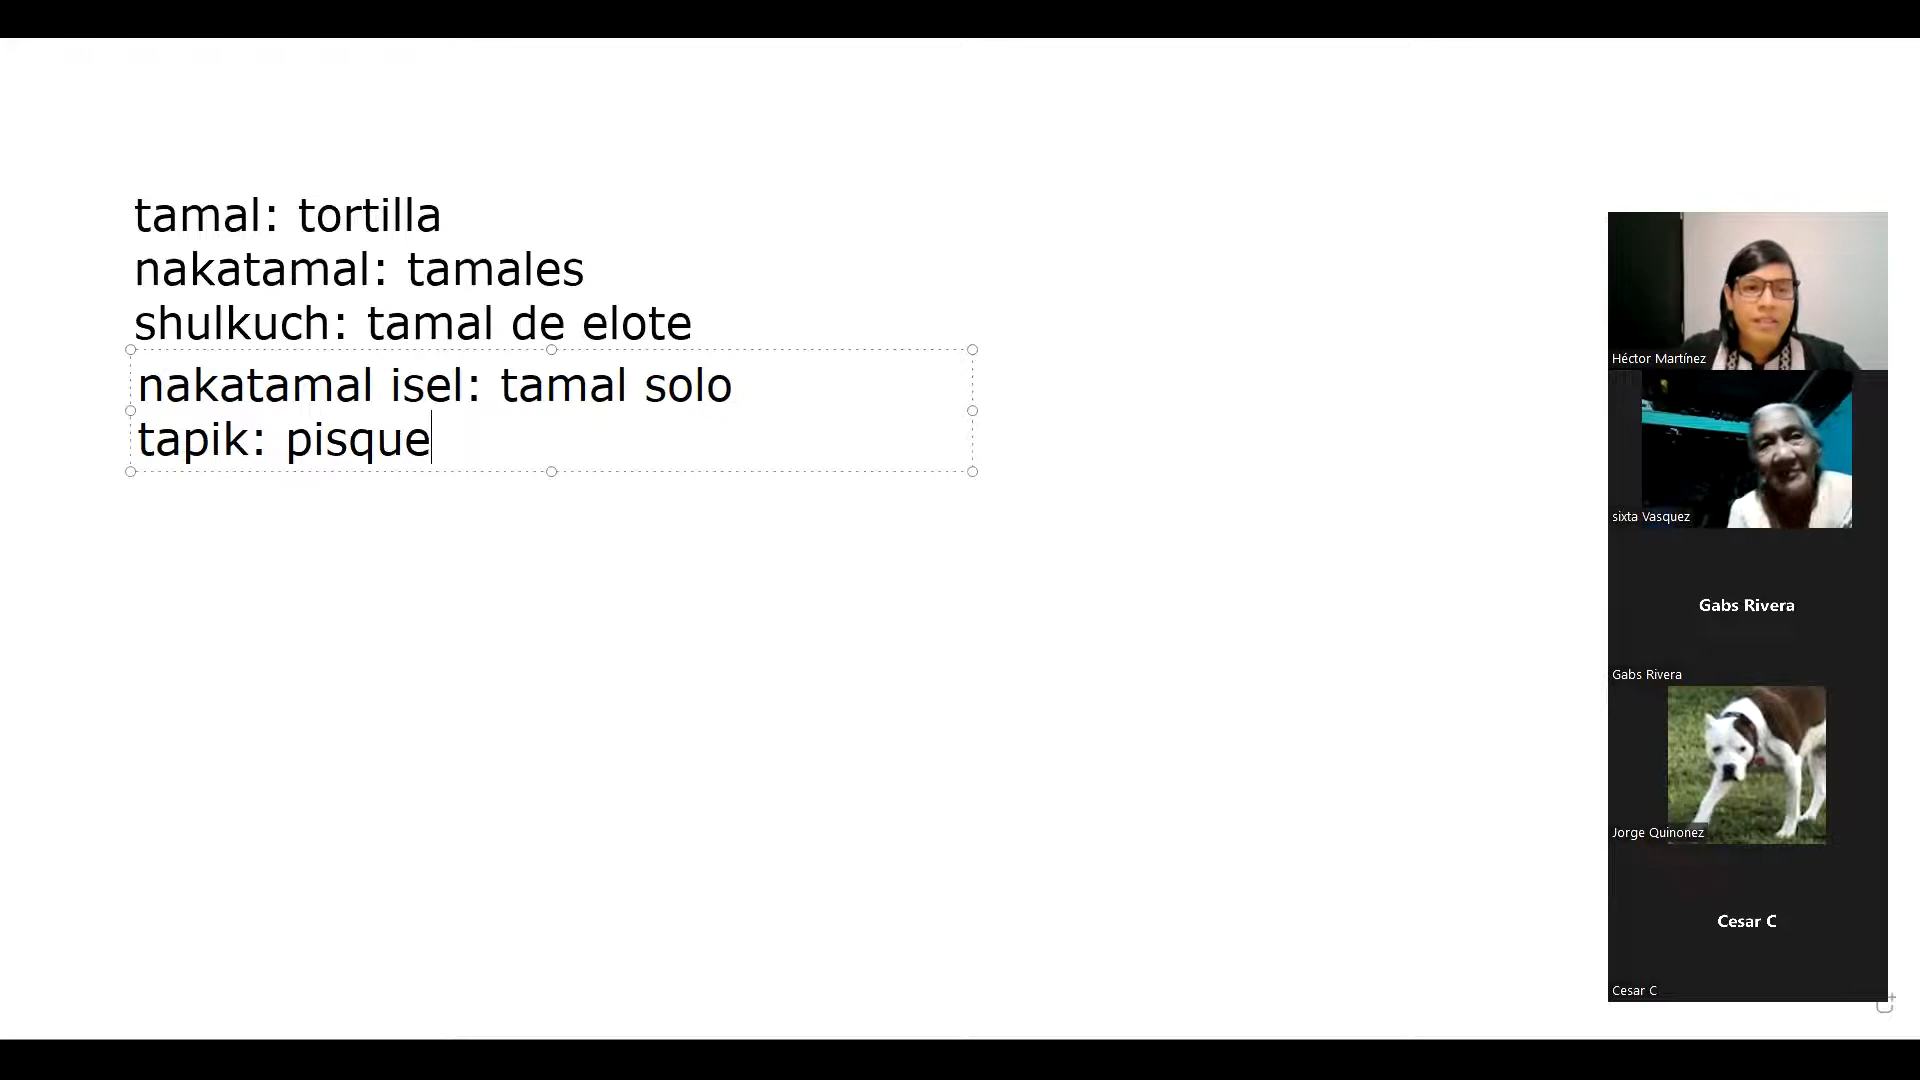 tamal: tortilla
nakatamal: tamales
shulkuch: tamal de elote
nakatamal isel: tamal solo
tapik: pisque
Héctor Martínez
sixta Vasquez
Gabs Rivera
Gabs Rivera
Jorge Quinonez
Cesar C
Cesar C